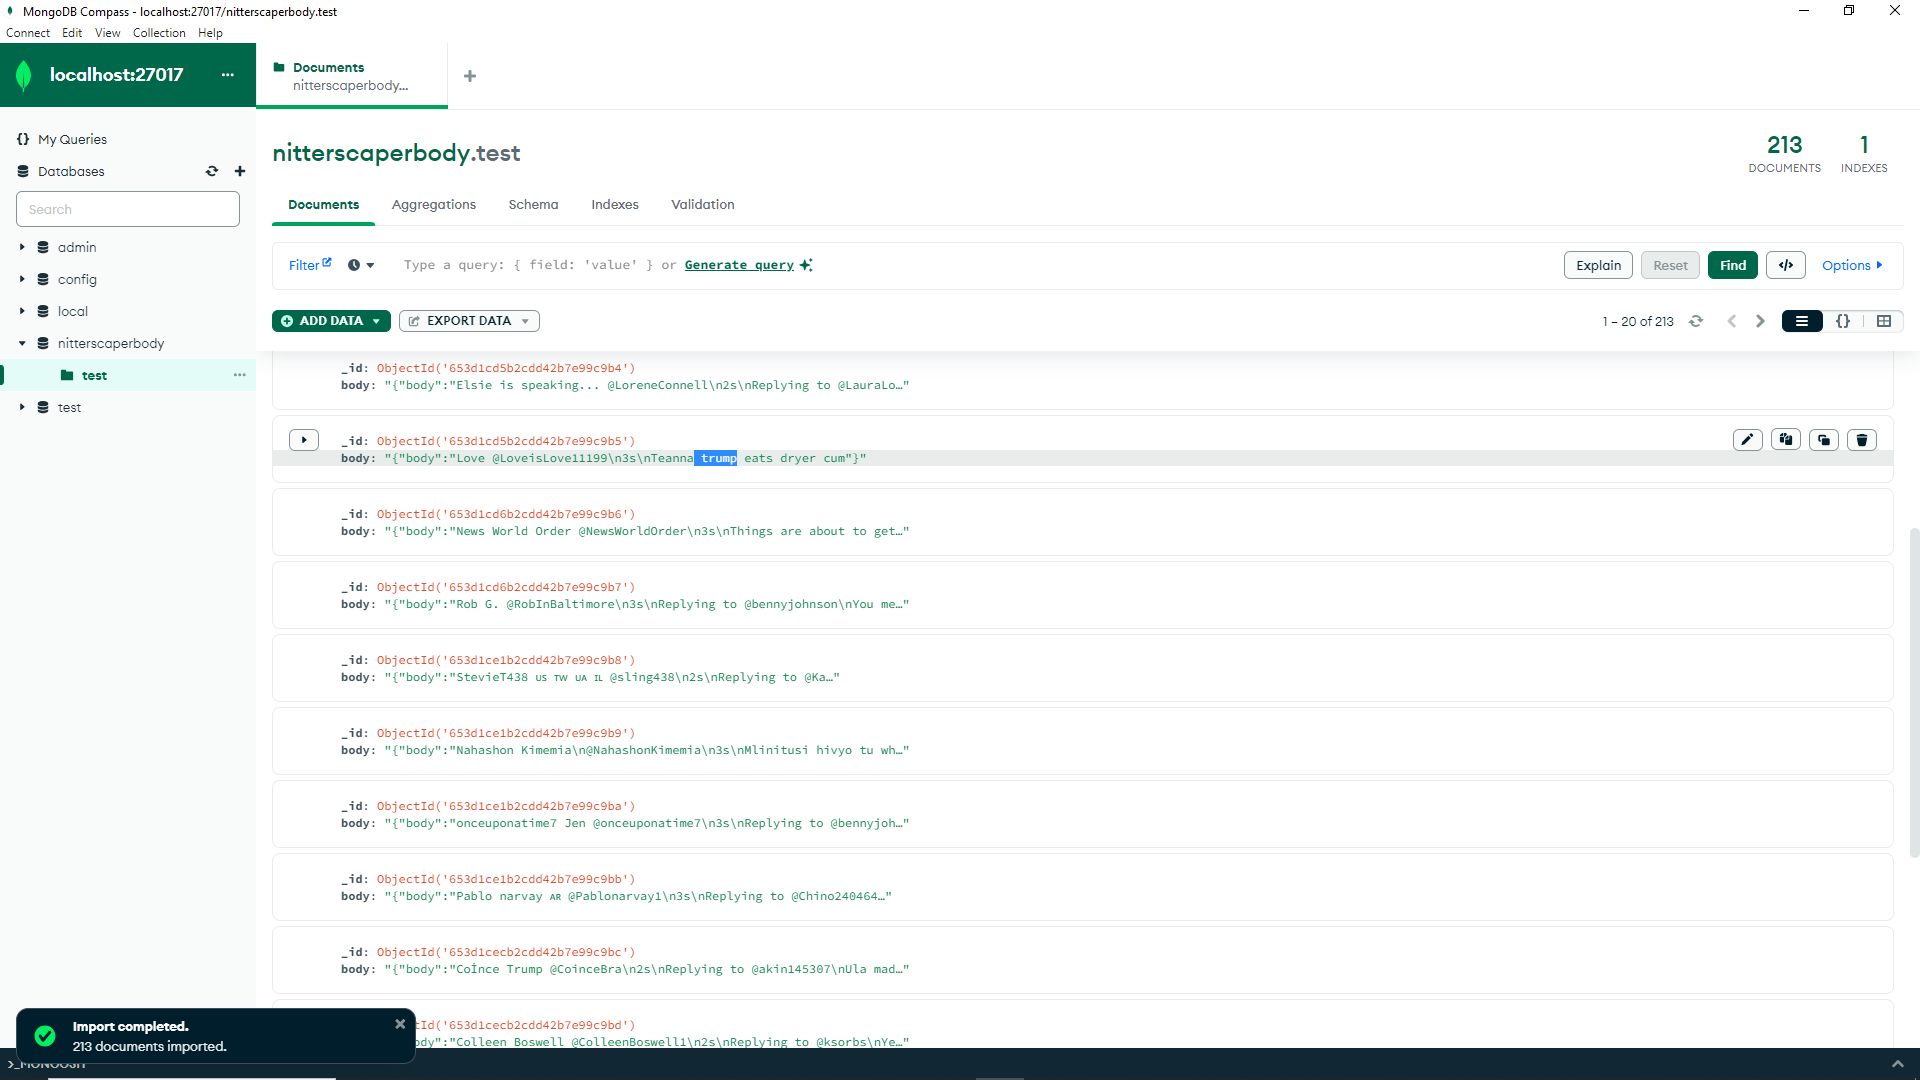 MongoDB Compass - localhost:27017/nitterscaperbody.test
Connect Edit View Collection Help
localhost:27017 ...
Documents
nitterscaperbody...
My Queries
Databases
Search
admin
config
local
nitterscaperbody
test
test
nitterscaperbody.test
213
DOCUMENTS
1
INDEXES
Documents Aggregations Schema Indexes Validation
Filter Type a query: { field: 'value' } or Generate query
Explain Reset Find </> Options
ADD DATA EXPORT DATA
1 – 20 of 213 {}
_id: ObjectId('653d1cd5b2cdd42b7e99c9b4')
body: "{"body":"Elsie is speaking... @LoreneConnell\n2s\nReplying to @LauraLo…"
_id: ObjectId('653d1cd5b2cdd42b7e99c9b5')
body: "{"body":"Love @LoveisLove11199\n3s\nTeanna trump eats dryer cum"}"
_id: ObjectId('653d1cd6b2cdd42b7e99c9b6')
body: "{"body":"News World Order @NewsWorldOrder\n3s\nThings are about to get…"
_id: ObjectId('653d1cd6b2cdd42b7e99c9b7')
body: "{"body":"Rob G. @RobInBaltimore\n3s\nReplying to @bennyjohnson\nYou me…"
_id: ObjectId('653d1ce1b2cdd42b7e99c9b8')
body: "{"body":"StevieT438 🇺🇸 🇹🇼 🇺🇦 🇮🇱 @sling438\n2s\nReplying to @Ka…"
_id: ObjectId('653d1ce1b2cdd42b7e99c9b9')
body: "{"body":"Nahashon Kimemia\n@NahashonKimemia\n3s\nMlinitusi hivyo tu wh…"
_id: ObjectId('653d1ce1b2cdd42b7e99c9ba')
body: "{"body":"onceuponatime7 Jen @onceuponatime7\n3s\nReplying to @bennyjoh…"
_id: ObjectId('653d1ce1b2cdd42b7e99c9bb')
body: "{"body":"Pablo narvay 🇦🇷 @Pablonarvay1\n3s\nReplying to @Chino240464…"
_id: ObjectId('653d1cecb2cdd42b7e99c9bc')
body: "{"body":"Coİnce Trump @CoinceBra\n2s\nReplying to @akin145307\nUla mad…"
tId('653d1cecb2cdd42b7e99c9bd')
ody":"Colleen Boswell @ColleenBoswell1\n2s\nReplying to @ksorbs\nYe…"
Import completed.
213 documents imported.
>_MONGOSH